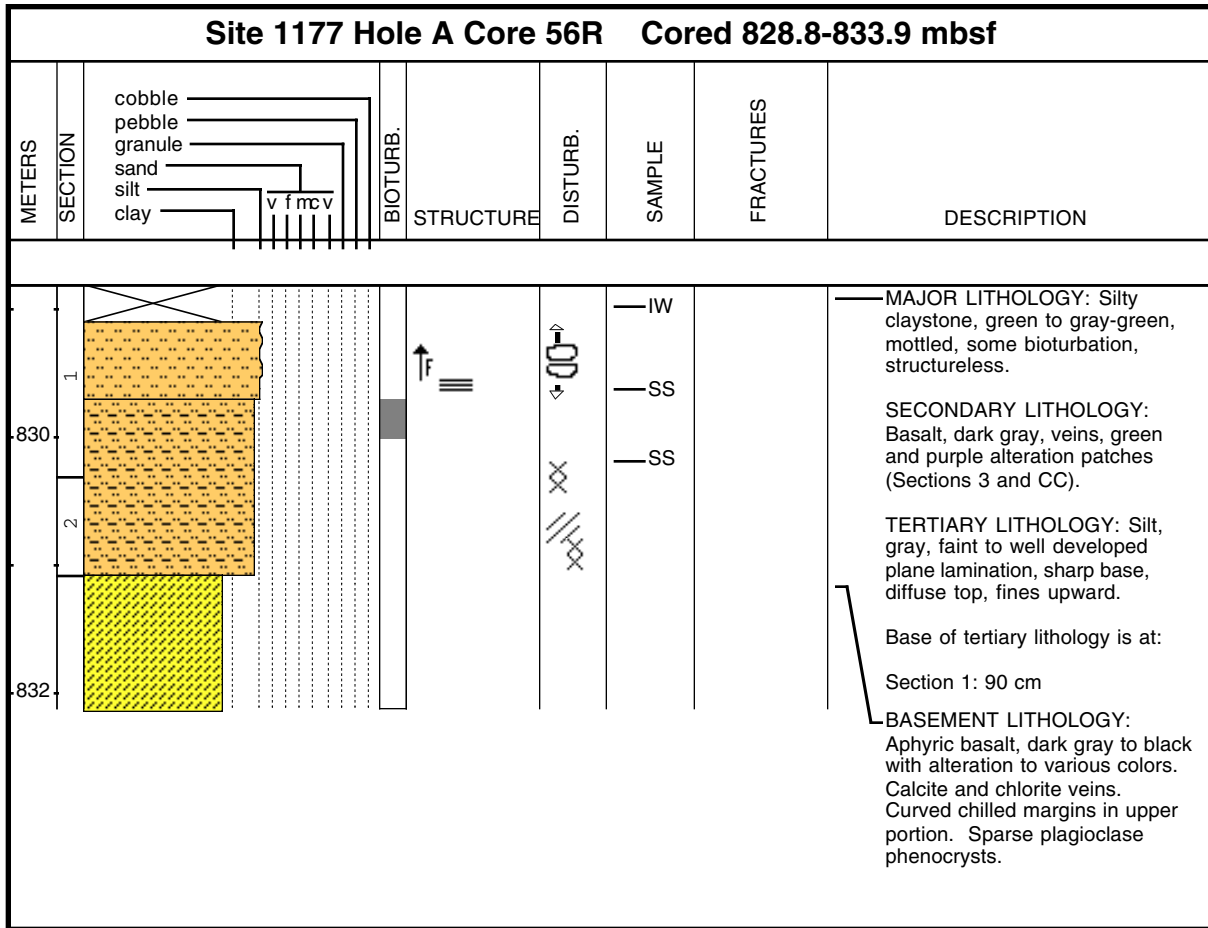 Site 1177 Hole A Core 56R Cored 828.8-833.9 mbsf
METERS
SECTION
cobble
pebble
granule
sand
silt
clay
v f m c v
BIOTURB.
STRUCTURE
DISTURB.
SAMPLE
FRACTURES
DESCRIPTION
1
830
2
832
F
IW
SS
SS
MAJOR LITHOLOGY: Silty
claystone, green to gray-green,
mottled, some bioturbation,
structureless.
SECONDARY LITHOLOGY:
Basalt, dark gray, veins, green
and purple alteration patches
(Sections 3 and CC).
TERTIARY LITHOLOGY: Silt,
gray, faint to well developed
plane lamination, sharp base,
diffuse top, fines upward.
Base of tertiary lithology is at:
Section 1: 90 cm
BASEMENT LITHOLOGY:
Aphyric basalt, dark gray to black
with alteration to various colors.
Calcite and chlorite veins.
Curved chilled margins in upper
portion. Sparse plagioclase
phenocrysts.